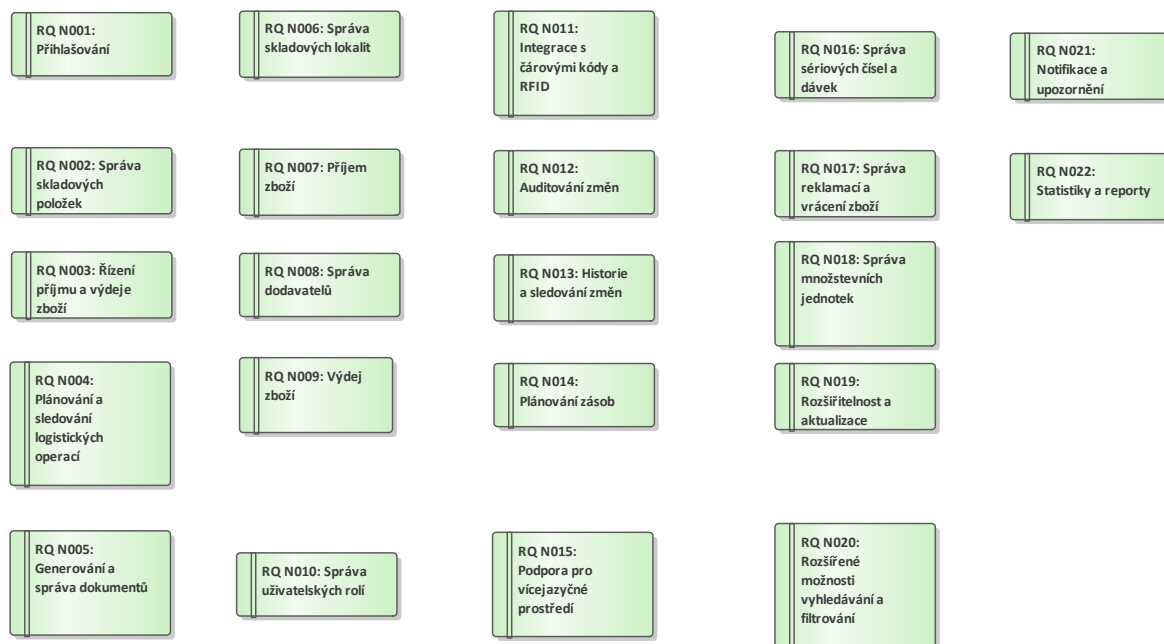 RQ N001:
Přihlašování
RQ N002: Správa
skladových
položek
RQ N003: Řízení
příjmu a výdeje
zboží
RQ N004:
Plánování a
sledování
logistických
operací
RQ N005:
Generování a
správa dokumentů
RQ N006: Správa
skladových lokalit
RQ N007: Příjem
zboží
RQ N008: Správa
dodavatelů
RQ N009: Výdej
zboží
RQ N010: Správa
uživatelských rolí
RQ N011:
Integrace s
čárovými kódy a
RFID
RQ N012:
Auditování změn
RQ N013: Historie
a sledování změn
RQ N014:
Plánování zásob
RQ N015:
Podpora pro
vícejazyčné
prostředí
RQ N016: Správa
sériových čísel a
dávek
RQ N017: Správa
reklamací a
vrácení zboží
RQ N018: Správa
množstevních
jednotek
RQ N019:
Rozšiřitelnost a
aktualizace
RQ N020:
Rozšířené
možnosti
vyhledávání a
filtrování
RQ N021:
Notifikace a
upozornění
RQ N022:
Statistiky a reporty